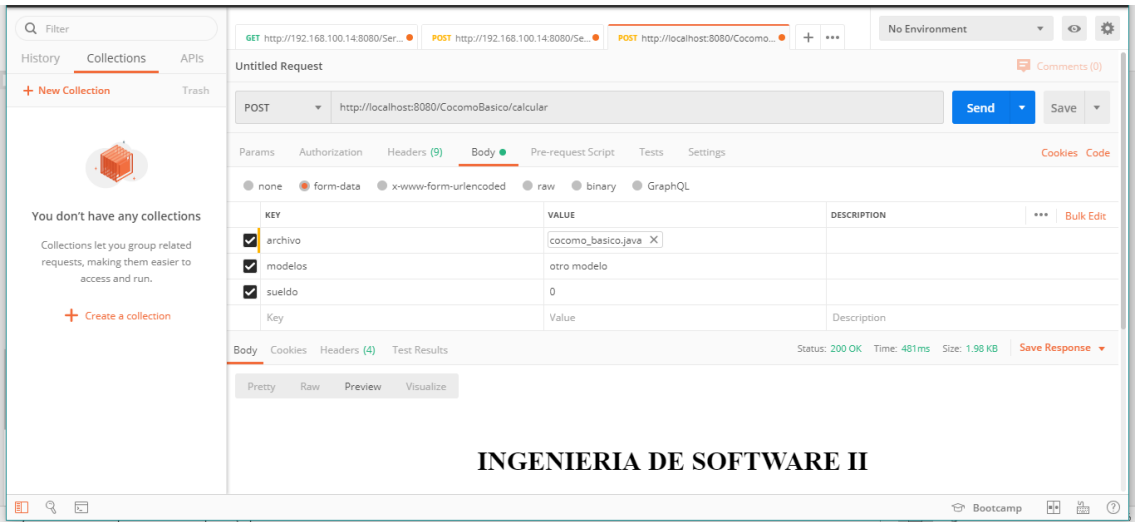 Filter
History Collections APIs
+ New Collection Trash
You don't have any collections
Collections let you group related
requests, making them easier to
access and run.
+ Create a collection
GET http://192.168.100.14:8080/Ser... POST http://192.168.100.14:8080/Se... POST http://localhost:8080/Cocomo... + •••
No Environment
Untitled Request Comments (0)
POST http://localhost:8080/CocomoBasico/calcular Send Save
Params Authorization Headers (9) Body Pre-request Script Tests Settings Cookies Code
none form-data x-www-form-urlencoded raw binary GraphQL
KEY VALUE DESCRIPTION ••• Bulk Edit
archivo cocomo_basico.java X
modelos otro modelo
sueldo 0
Key Value Description
Body Cookies Headers (4) Test Results Status: 200 OK Time: 481ms Size: 1.98 KB Save Response
Pretty Raw Preview Visualize
INGENIERIA DE SOFTWARE II
Bootcamp